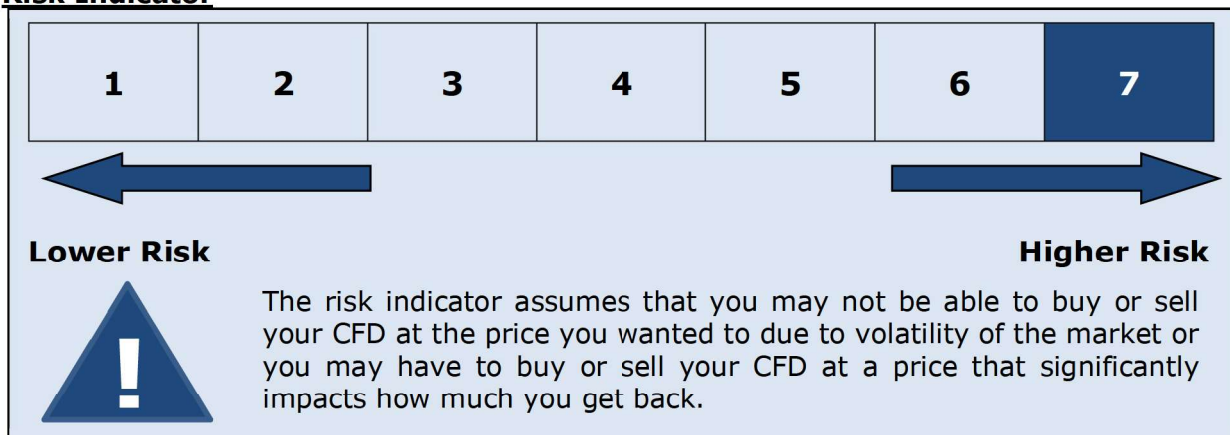 Risk Indicator
1 2 3 4 5 6 7
Lower Risk Higher Risk
!
The risk indicator assumes that you may not be able to buy or sell
your CFD at the price you wanted to due to volatility of the market or
you may have to buy or sell your CFD at a price that significantly
impacts how much you get back.